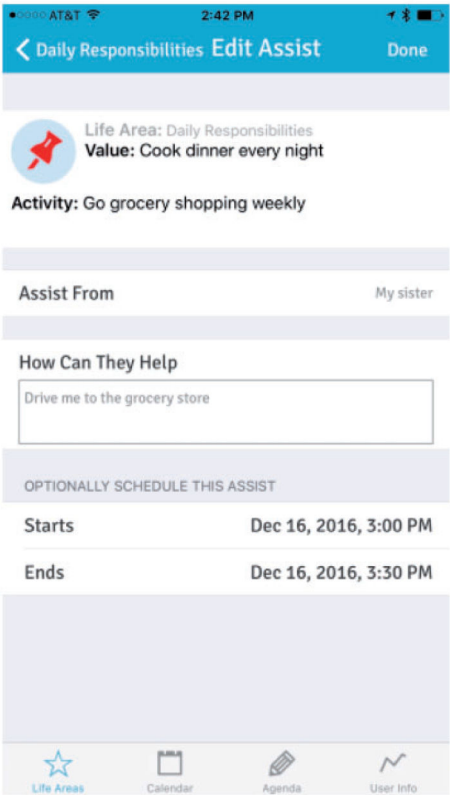 AT&T 2:42 PM
Daily Responsibilities Edit Assist Done
Life Area: Daily Responsibilities
Value: Cook dinner every night
Activity: Go grocery shopping weekly
Assist From My sister
How Can They Help
Drive me to the grocery store
OPTIONALLY SCHEDULE THIS ASSIST
Starts Dec 16, 2016, 3:00 PM
Ends Dec 16, 2016, 3:30 PM
Life Areas Calendar Agenda User Info